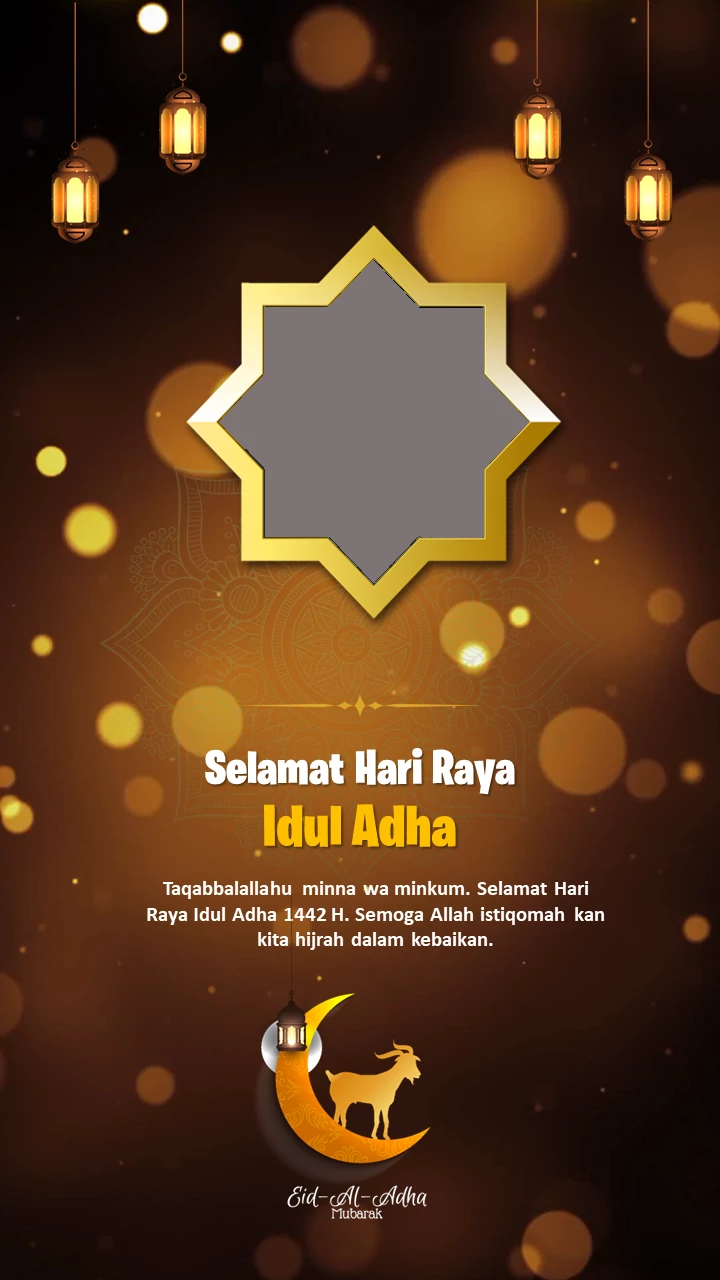 Selamat Hari Raya
Idul Adha
Taqabbalallahu minna wa minkum. Selamat Hari
Raya Idul Adha 1442 H. Semoga Allah istiqomah kan
kita hijrah dalam kebaikan.
Eid-Al-Adha
Mubarak